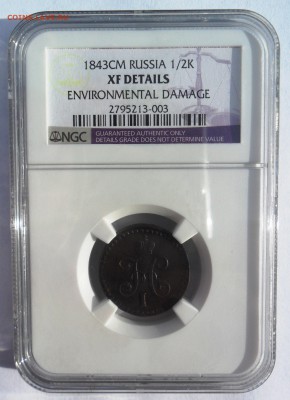 1843CM RUSSIA 1/2K
XF DETAILS
ENVIRONMENTAL DAMAGE
2795213-003
NGC
GUARANTEED AUTHENTIC ONLY
DETAILS GRADE DOES NOT DETERMINE VALUE